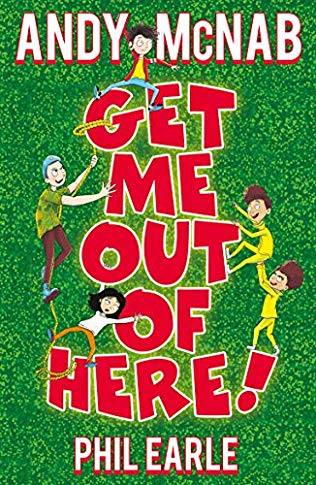 ANDY McNAB
GET
ME
OUT
OF
HERE!
PHIL EARLE